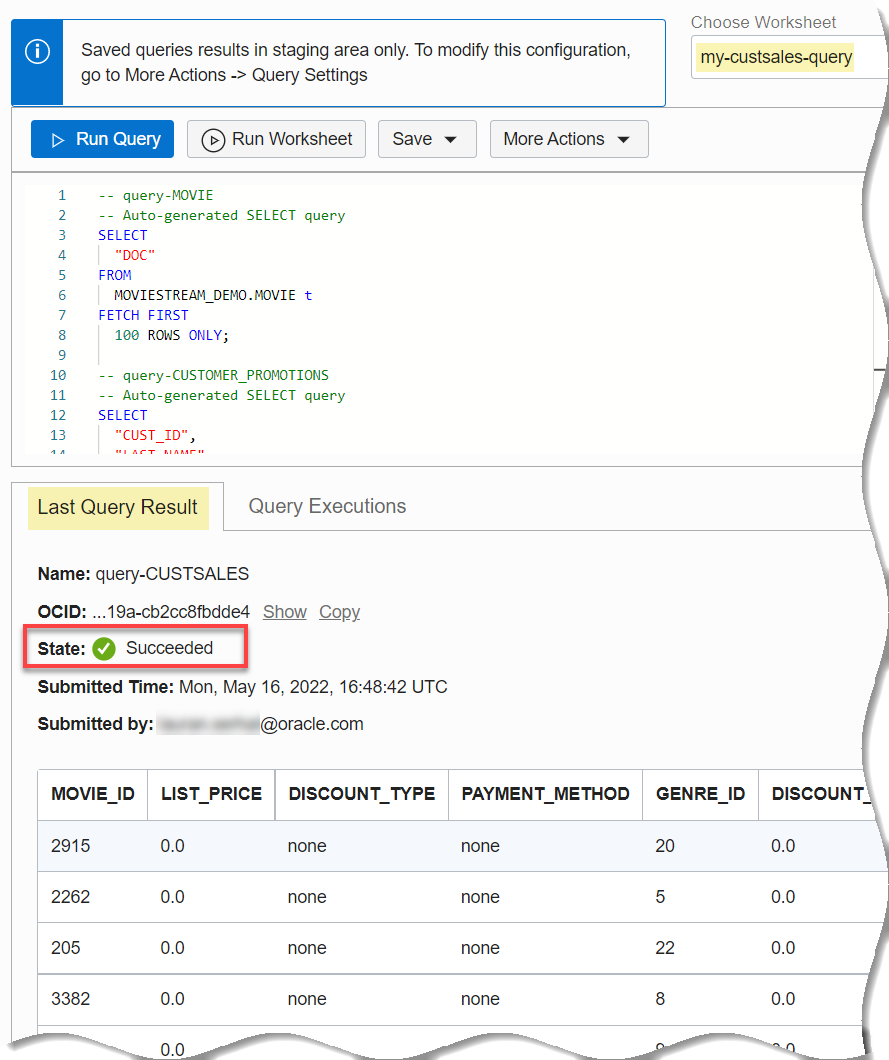 Choose Worksheet
Saved queries results in staging area only. To modify this configuration,
go to More Actions -> Query Settings
my-custsales-query
Run Query Run Worksheet Save More Actions
1 -- query-MOVIE
2 -- Auto-generated SELECT query
3 SELECT
4 "DOC"
5 FROM
6 MOVIESTREAM_DEMO.MOVIE t
7 FETCH FIRST
8 100 ROWS ONLY;
9
10 -- query-CUSTOMER_PROMOTIONS
11 -- Auto-generated SELECT query
12 SELECT
13 "CUST_ID",
14 "LAST_NAME"
Last Query Result Query Executions
Name: query-CUSTSALES
OCID: ...19a-cb2cc8fbdde4 Show Copy
State: Succeeded
Submitted Time: Mon, May 16, 2022, 16:48:42 UTC
Submitted by: @oracle.com
MOVIE_ID LIST_PRICE DISCOUNT_TYPE PAYMENT_METHOD GENRE_ID DISCOUNT_
2915 0.0 none none 20 0.0
2262 0.0 none none 5 0.0
205 0.0 none none 22 0.0
3382 0.0 none none 8 0.0
0.0